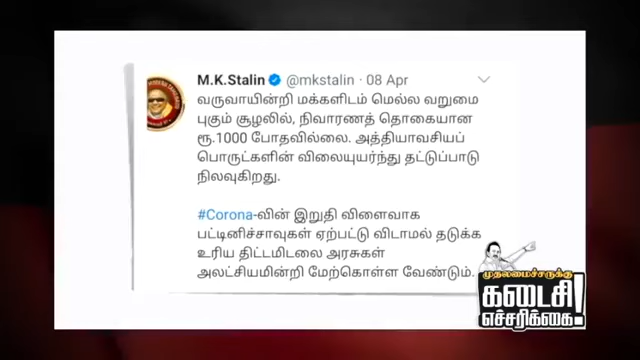 M.K.Stalin @mkstalin · 08 Apr
வருவாயின்றி மக்களிடம் மெல்ல வறுமை
புகும் சூழலில், நிவாரணத் தொகையான
ரூ.1000 போதவில்லை. அத்தியாவசியப்
பொருட்களின் விலையுயர்ந்து தட்டுப்பாடு
நிலவுகிறது.
#Corona-வின் இறுதி விளைவாக
பட்டினிச்சாவுகள் ஏற்பட்டு விடாமல் தடுக்க
உரிய திட்டமிடலை அரசுகள்
அலட்சியமின்றி மேற்கொள்ள வேண்டும்.
முதலமைச்சருக்கு
கடைசி
எச்சரிக்கை!